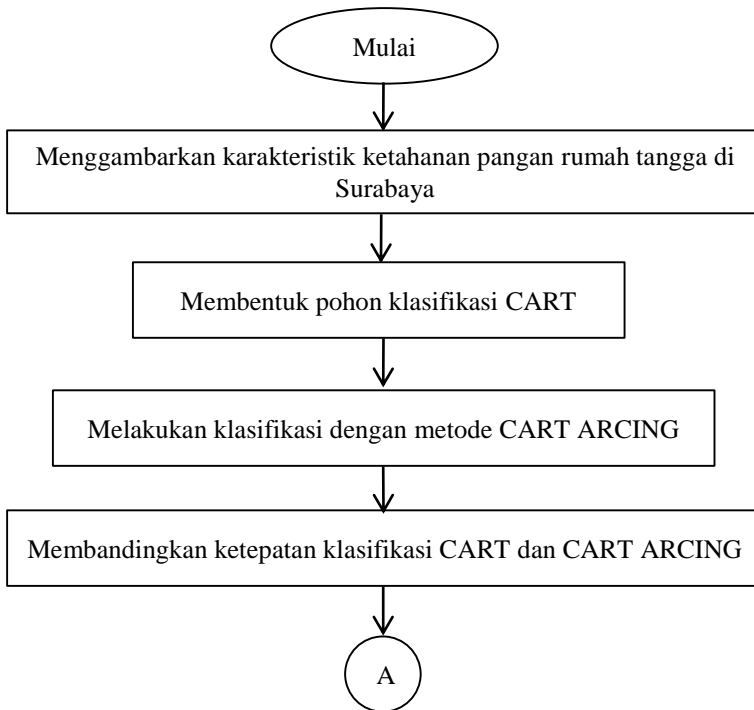 Mulai
Menggambarkan karakteristik ketahanan pangan rumah tangga di
Surabaya
Membentuk pohon klasifikasi CART
Melakukan klasifikasi dengan metode CART ARCING
Membandingkan ketepatan klasifikasi CART dan CART ARCING
A